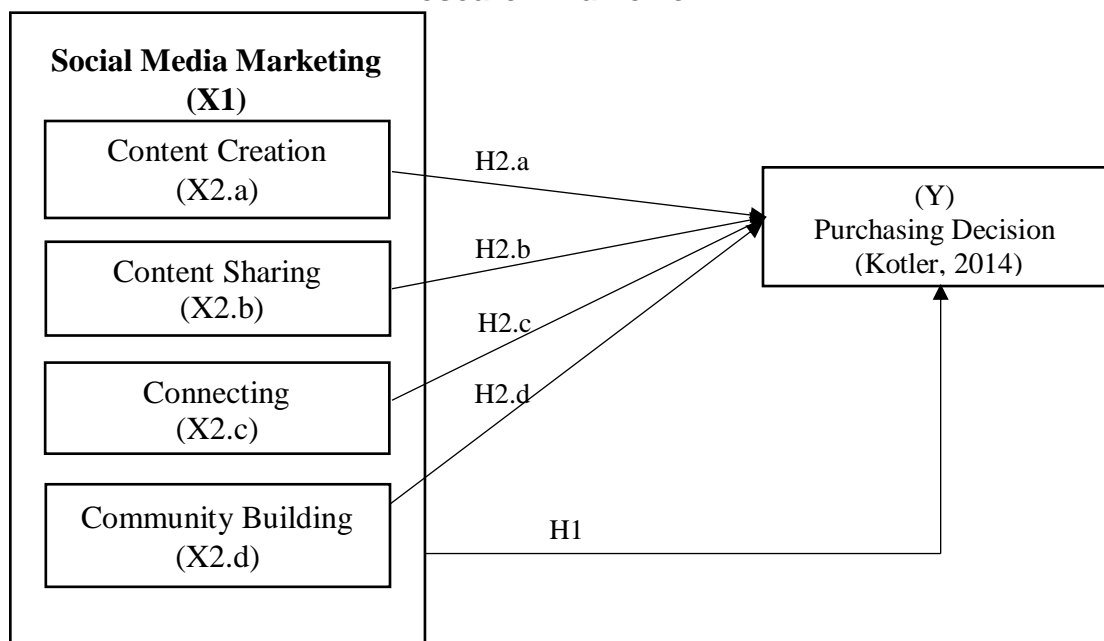 Social Media Marketing
(X1)
Content Creation
(X2.a)
Content Sharing
(X2.b)
Connecting
(X2.c)
Community Building
(X2.d)
H2.a
H2.b
H2.c
H2.d
H1
(Y)
Purchasing Decision
(Kotler, 2014)